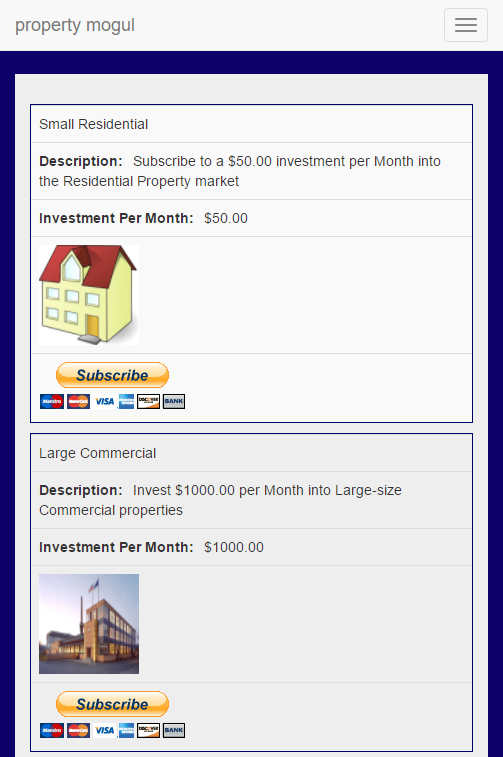 property mogul
Small Residential
Description: Subscribe to a $50.00 investment per Month into
the Residential Property market
Investment Per Month: $50.00
Subscribe
Maestro MasterCard VISA DISCOVER BANK
Large Commercial
Description: Invest $1000.00 per Month into Large-size
Commercial properties
Investment Per Month: $1000.00
Subscribe
Maestro MasterCard VISA DISCOVER BANK